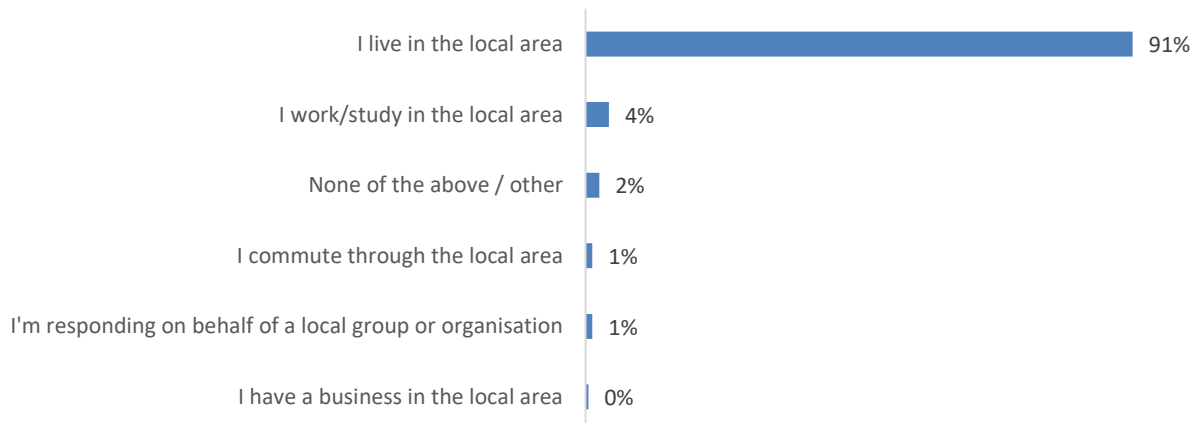 I live in the local area 91%
I work/study in the local area 4%
None of the above / other 2%
I commute through the local area 1%
I'm responding on behalf of a local group or organisation 1%
I have a business in the local area 0%